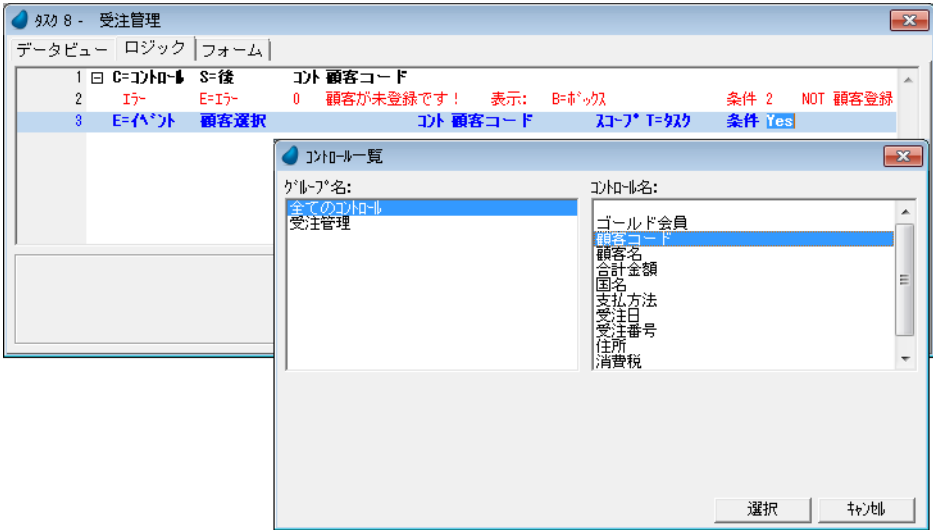 タスク 8 - 受注管理
データビュー ロジック フォーム
1 C=コントロール S=後 コント 顧客コード
2 エラー E=エラー 0 顧客が未登録です! 表示: B=ボックス 条件 2 NOT 顧客登録
3 E=イベント 顧客選択 コント 顧客コード スコープ T=タスク 条件 Yes
コントロール一覧
グループ名:
全てのコントロール
受注管理
コントロール名:
ゴールド会員
顧客コード
顧客名
合計金額
国名
支払方法
受注日
受注番号
住所
消費税
選択 キャンセル